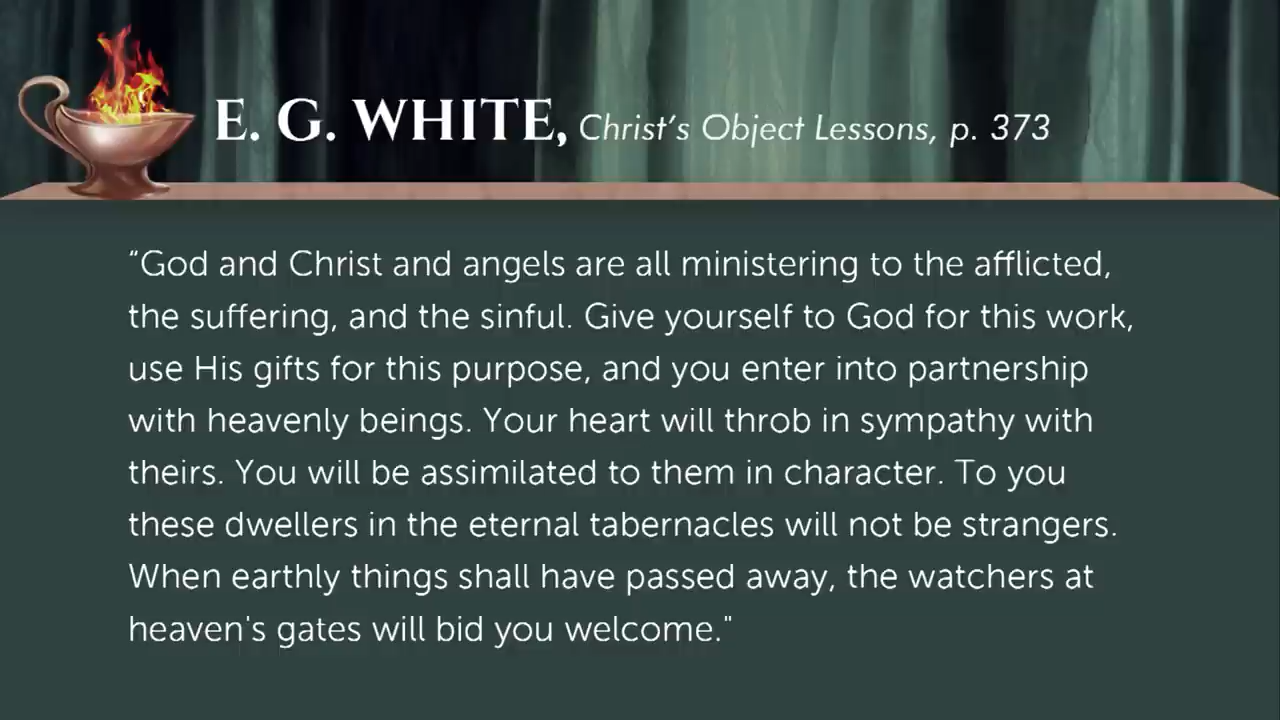 E. G. WHITE, Christ's Object Lessons, p. 373
“God and Christ and angels are all ministering to the afflicted,
the suffering, and the sinful. Give yourself to God for this work,
use His gifts for this purpose, and you enter into partnership
with heavenly beings. Your heart will throb in sympathy with
theirs. You will be assimilated to them in character. To you
these dwellers in the eternal tabernacles will not be strangers.
When earthly things shall have passed away, the watchers at
heaven's gates will bid you welcome."